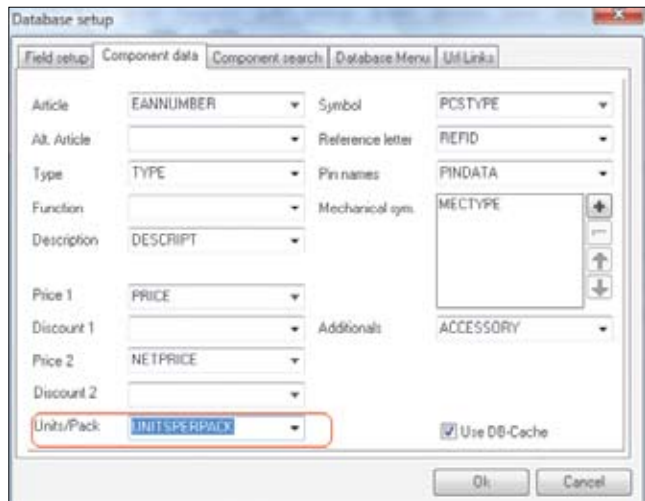 Database setup
Field setup Component data Component search Database Menu Url Links
Article EANNUMBER Symbol PCSTYPE
Alt. Article Reference letter REFID
Type TYPE Pin names PINDATA
Function Mechanical sym. MECTYPE
Description DESCRIPT
Price 1 PRICE
Discount 1 Additionals ACCESSORY
Price 2 NETPRICE
Discount 2
Units/Pack UNITSPERPACK Use DB-Cache
Ok Cancel